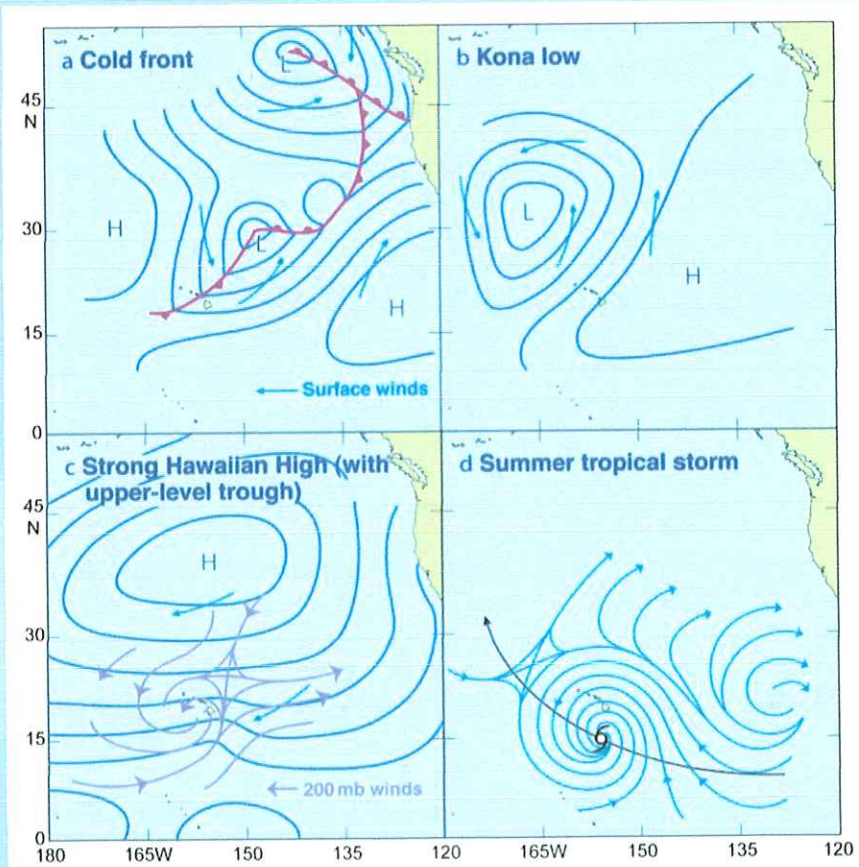 a Cold front
b Kona low
45
N
L
L
L
30
H
H
H
15
Surface winds
0
c Strong Hawaiian High (with
upper-level trough)
d Summer tropical storm
45
N
H
30
15
200 mb winds
0
180 165W 150 135 120 165W 150 135 120